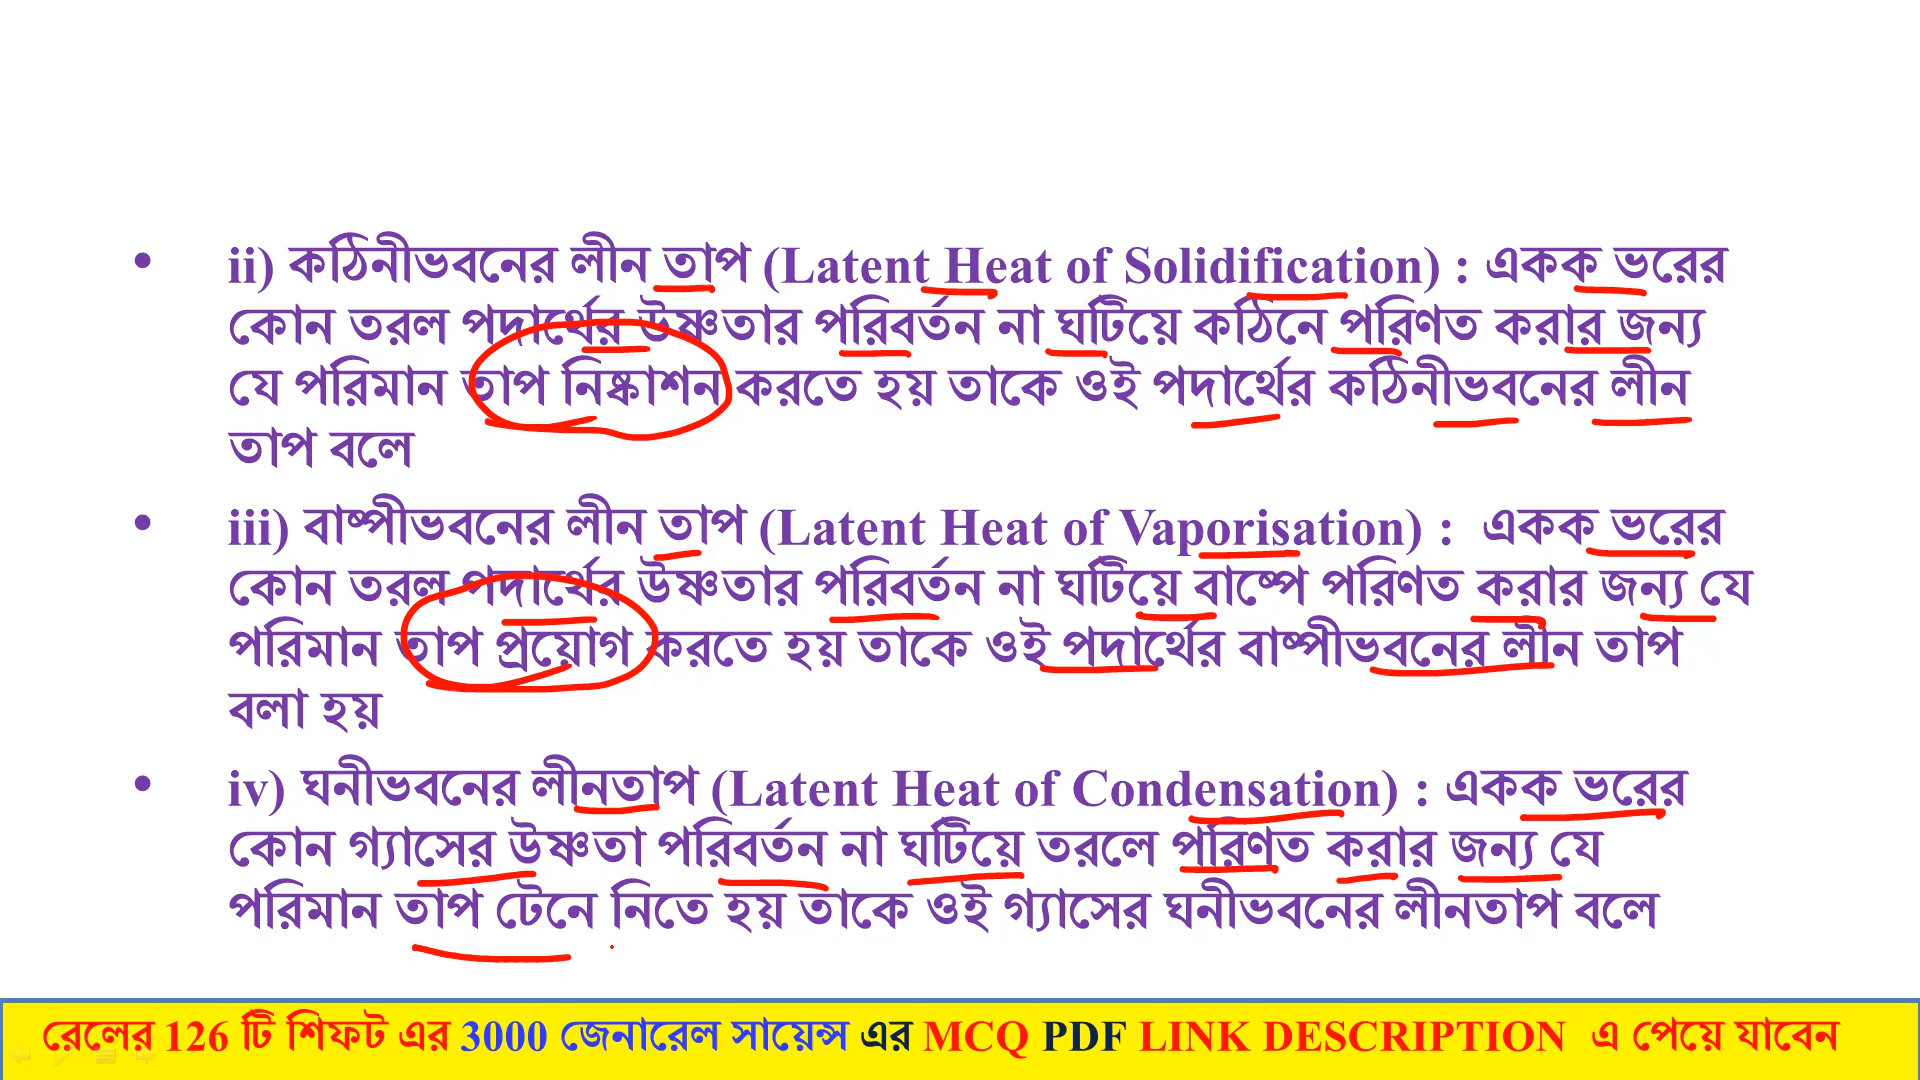 • ii) কঠিনীভবনের লীন তাপ (Latent Heat of Solidification) : একক ভরের
কোন তরল পদার্থের উষ্ণতার পরিবর্তন না ঘটিয়ে কঠিনে পরিণত করার জন্য
যে পরিমান তাপ নিষ্কাশন করতে হয় তাকে ওই পদার্থের কঠিনীভবনের লীন
তাপ বলে
• iii) বাষ্পীভবনের লীন তাপ (Latent Heat of Vaporisation) : একক ভরের
কোন তরল পদার্থের উষ্ণতার পরিবর্তন না ঘটিয়ে বাষ্পে পরিণত করার জন্য যে
পরিমান তাপ প্রয়োগ করতে হয় তাকে ওই পদার্থের বাষ্পীভবনের লীন তাপ
বলা হয়
• iv) ঘনীভবনের লীনতাপ (Latent Heat of Condensation) : একক ভরের
কোন গ্যাসের উষ্ণতা পরিবর্তন না ঘটিয়ে তরলে পরিণত করার জন্য যে
পরিমান তাপ টেনে নিতে হয় তাকে ওই গ্যাসের ঘনীভবনের লীনতাপ বলে
রেলের 126 টি শিফট এর 3000 জেনারেল সায়েন্স এর MCQ PDF LINK DESCRIPTION এ পেয়ে যাবেন